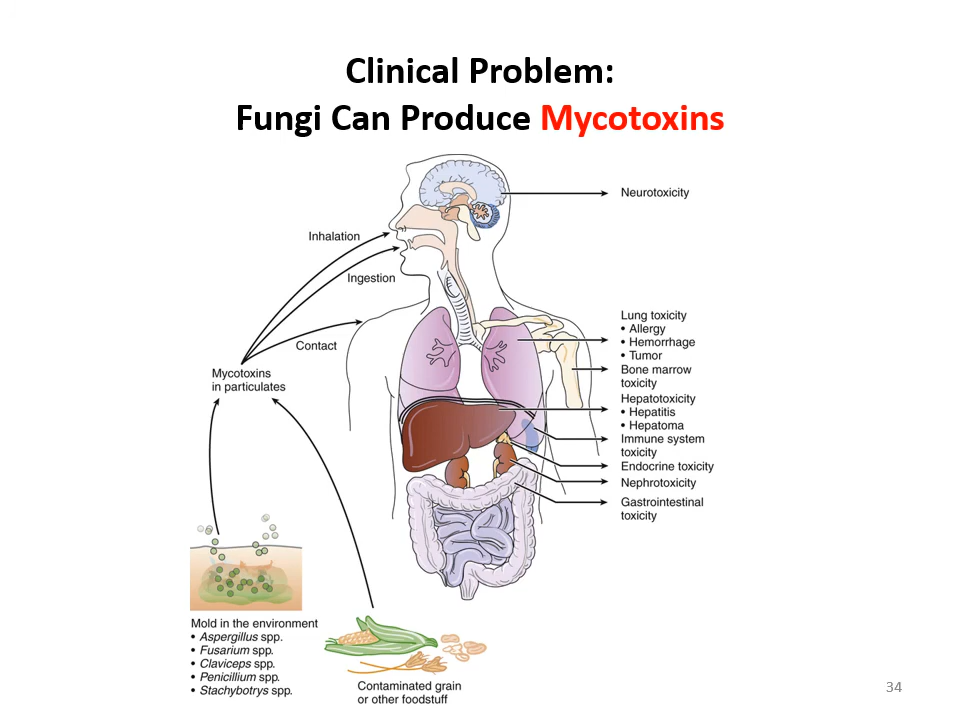 Clinical Problem:
Fungi Can Produce Mycotoxins
Neurotoxicity
Inhalation
Ingestion
Contact
Mycotoxins
in particulates
Lung toxicity
• Allergy
• Hemorrhage
• Tumor
Bone marrow
toxicity
Hepatotoxicity
• Hepatitis
• Hepatoma
Immune system
toxicity
Endocrine toxicity
Nephrotoxicity
Gastrointestinal
toxicity
Mold in the environment
• Aspergillus spp.
• Fusarium spp.
• Claviceps spp.
• Penicillium spp.
• Stachybotrys spp.
Contaminated grain
or other foodstuff
34